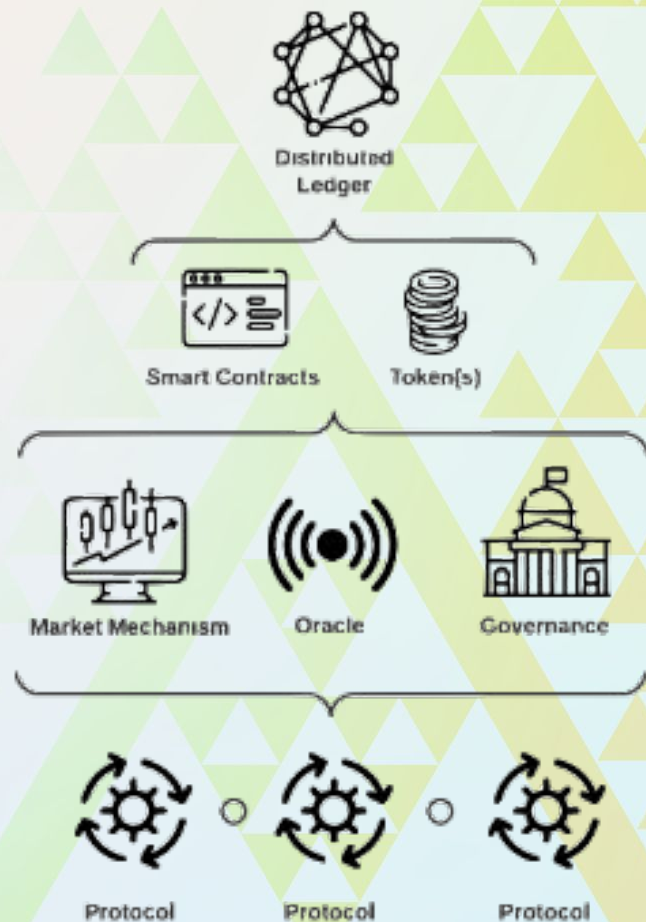 Distributed
Ledger
</>
Smart Contracts
Token(s)
Market Mechanism
Oracle
Governance
Protocol
Protocol
Protocol